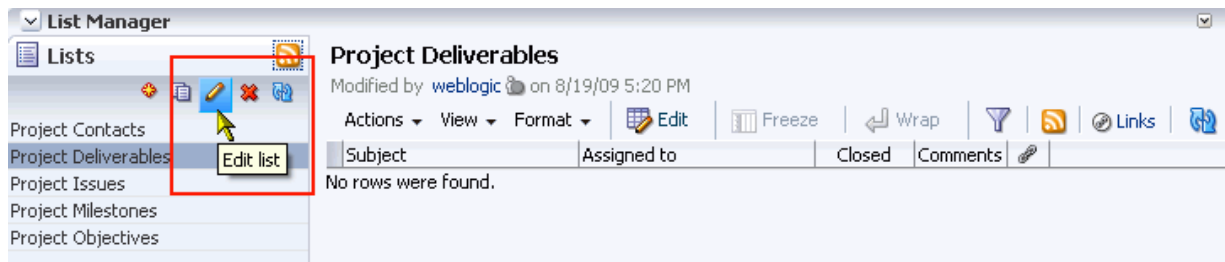 List Manager
Lists
Project Contacts
Project Deliverables
Edit list
Project Issues
Project Milestones
Project Objectives
Project Deliverables
Modified by weblogic on 8/19/09 5:20 PM
Actions View Format Edit Freeze Wrap Links
Subject Assigned to Closed Comments
No rows were found.